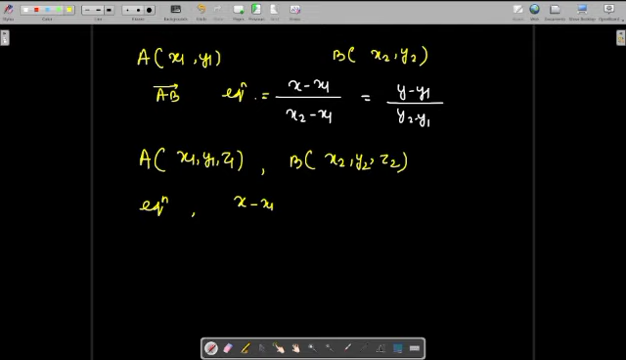 A( x1 , y1 ) B( x2 , y2 )
AB eqn . = x - x1 / x2 - x1 = y - y1 / y2 - y1
A( x1, y1, z1 ) , B( x2, y2, z2 )
eqn , x - x1